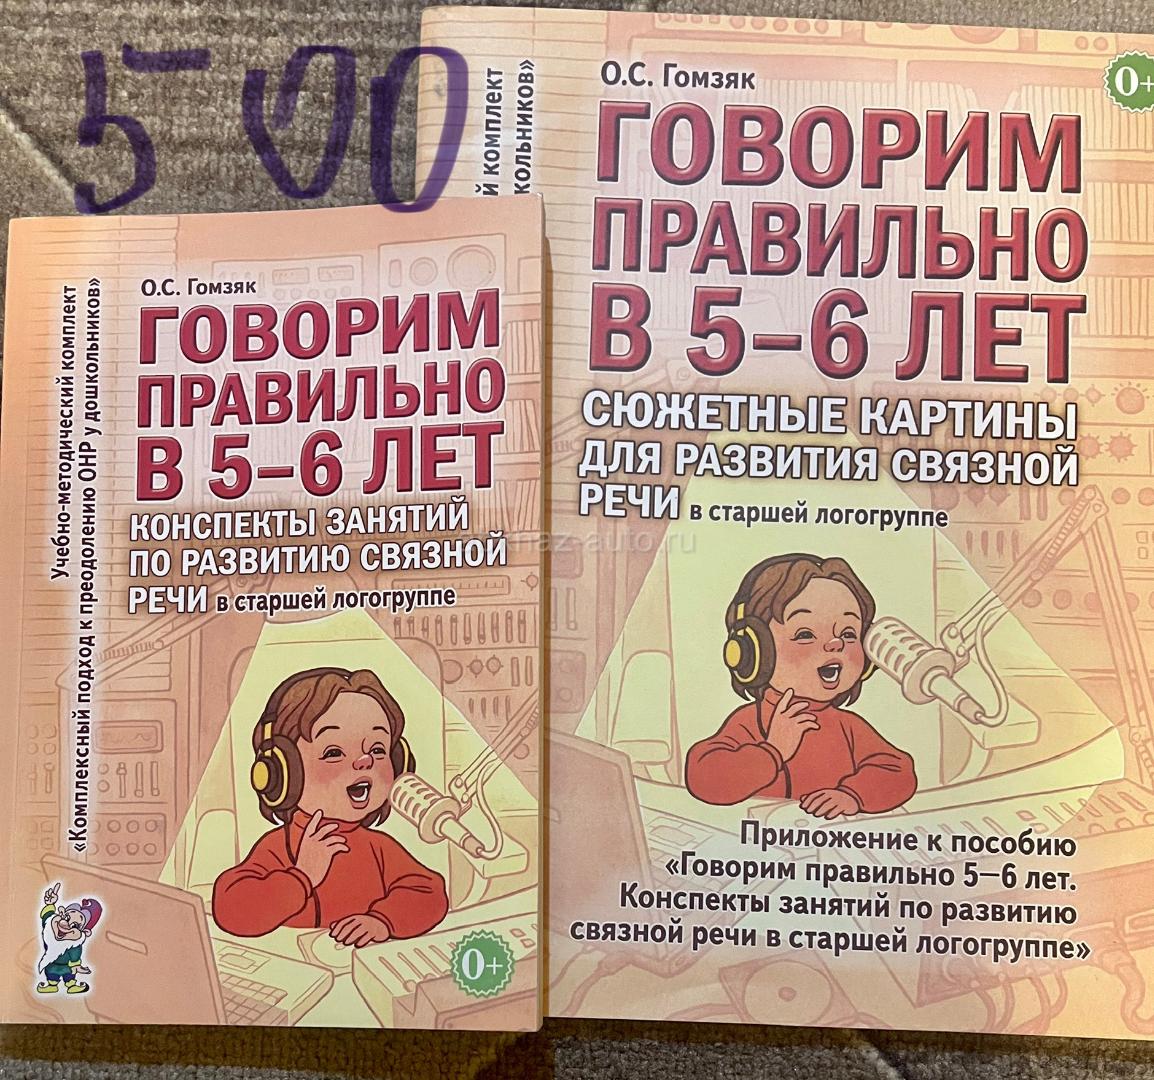 500
О.С. Гомзяк
ГОВОРИМ
ПРАВИЛЬНО
В 5–6 ЛЕТ
КОНСПЕКТЫ ЗАНЯТИЙ
ПО РАЗВИТИЮ СВЯЗНОЙ
РЕЧИ в старшей логогруппе
Учебно-методический комплект
«Комплексный подход к преодолению ОНР у дошкольников»
0+
комплект
0+
О.С. Гомзяк
ГОВОРИМ
ПРАВИЛЬНО
В 5–6 ЛЕТ
СЮЖЕТНЫЕ КАРТИНЫ
ДЛЯ РАЗВИТИЯ СВЯЗНОЙ
РЕЧИ в старшей логогруппе
Приложение к пособию
«Говорим правильно 5–6 лет.
Конспекты занятий по развитию
связной речи в старшей логогруппе»